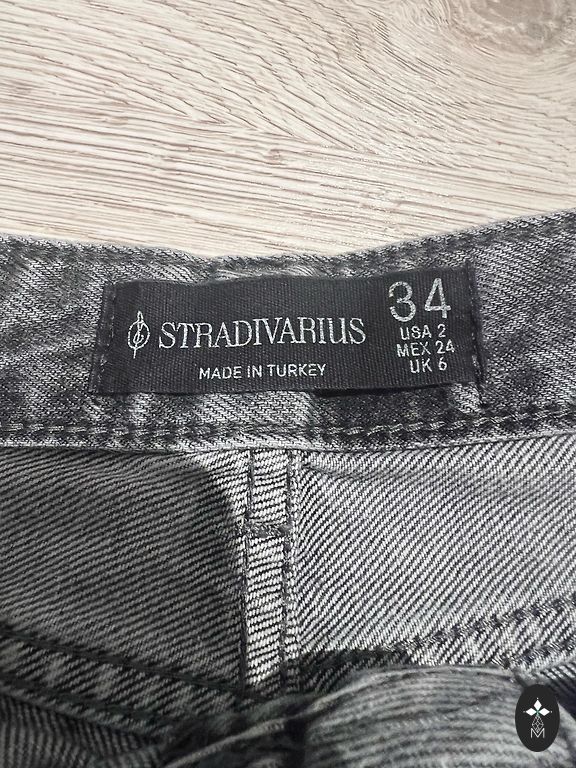 STRADIVARIUS
MADE IN TURKEY
34
USA 2
MEX 24
UK 6
M